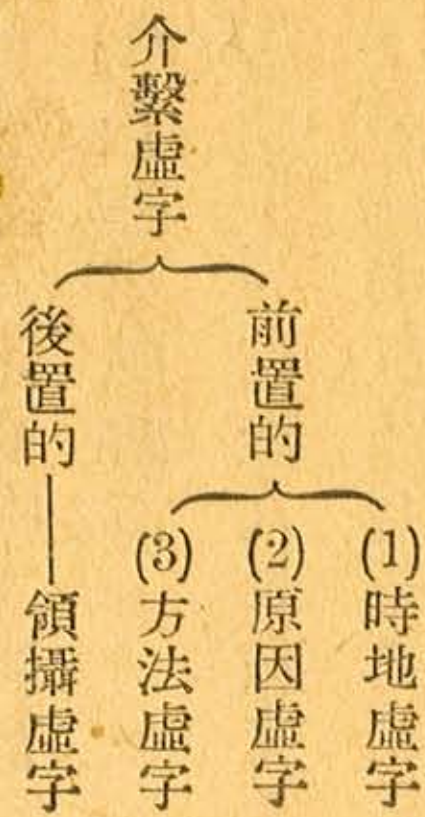 介繫虛字
前置的
(1)時地虛字
(2)原因虛字
(3)方法虛字
後置的
領攝虛字